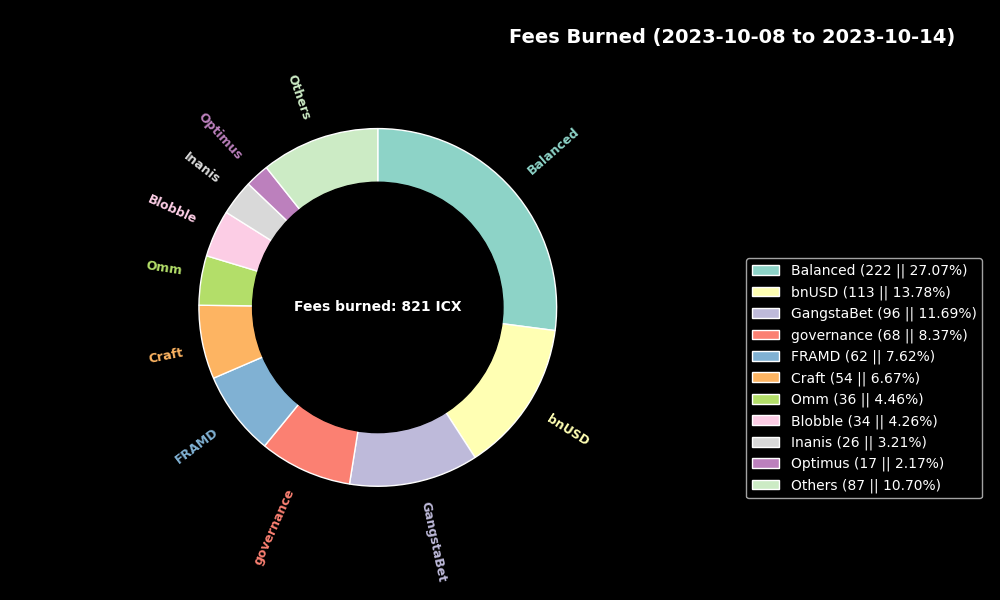 Fees Burned (2023-10-08 to 2023-10-14)
Others
Optimus
Balanced
Inanis
Blobble
Omm
Fees burned: 821 ICX
Craft
bnUSD
FRAMD
governance
GangstaBet
Balanced (222 || 27.07%)
bnUSD (113 || 13.78%)
GangstaBet (96 || 11.69%)
governance (68 || 8.37%)
FRAMD (62 || 7.62%)
Craft (54 || 6.67%)
Omm (36 || 4.46%)
Blobble (34 || 4.26%)
Inanis (26 || 3.21%)
Optimus (17 || 2.17%)
Others (87 || 10.70%)